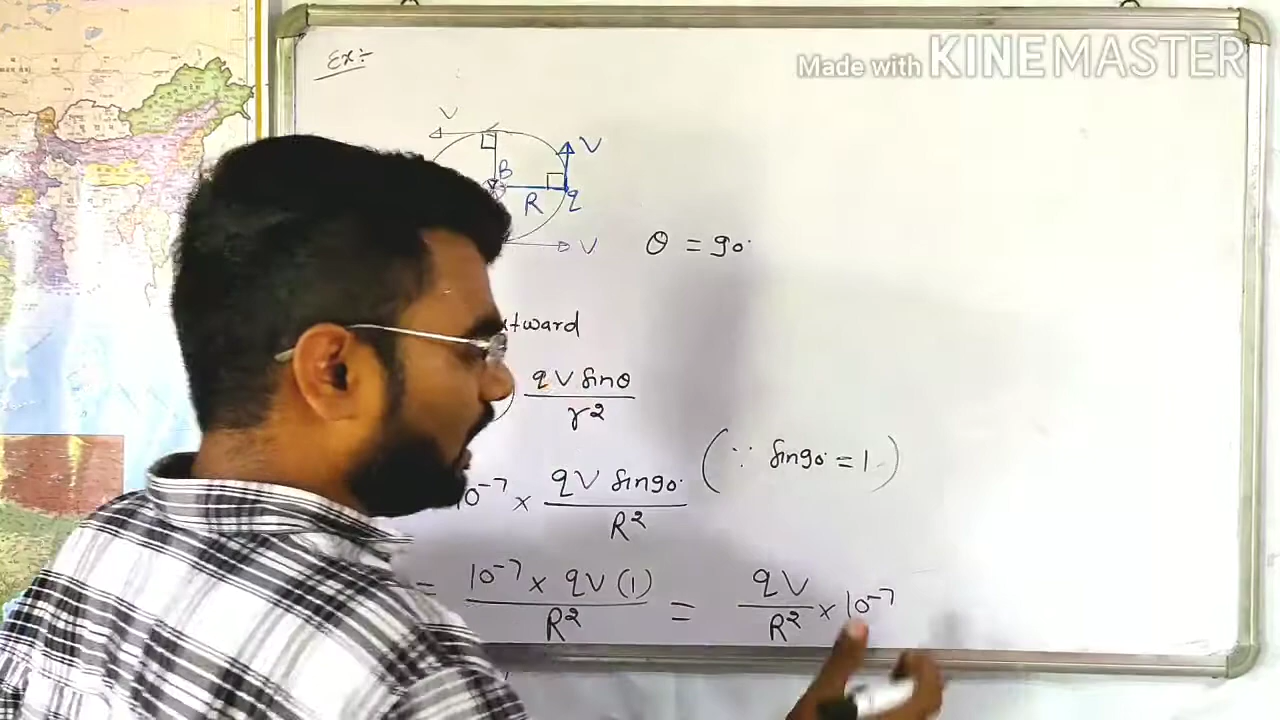 Made with KINEMASTER
Ex:-
V
V
B
R q
V
θ = 90°
tward
qV sinθ
r²
10⁻⁷ × qV sin90° (∵ sin90° = 1)
R²
= 10⁻⁷ × qV (1) = qV × 10⁻⁷
R² R²